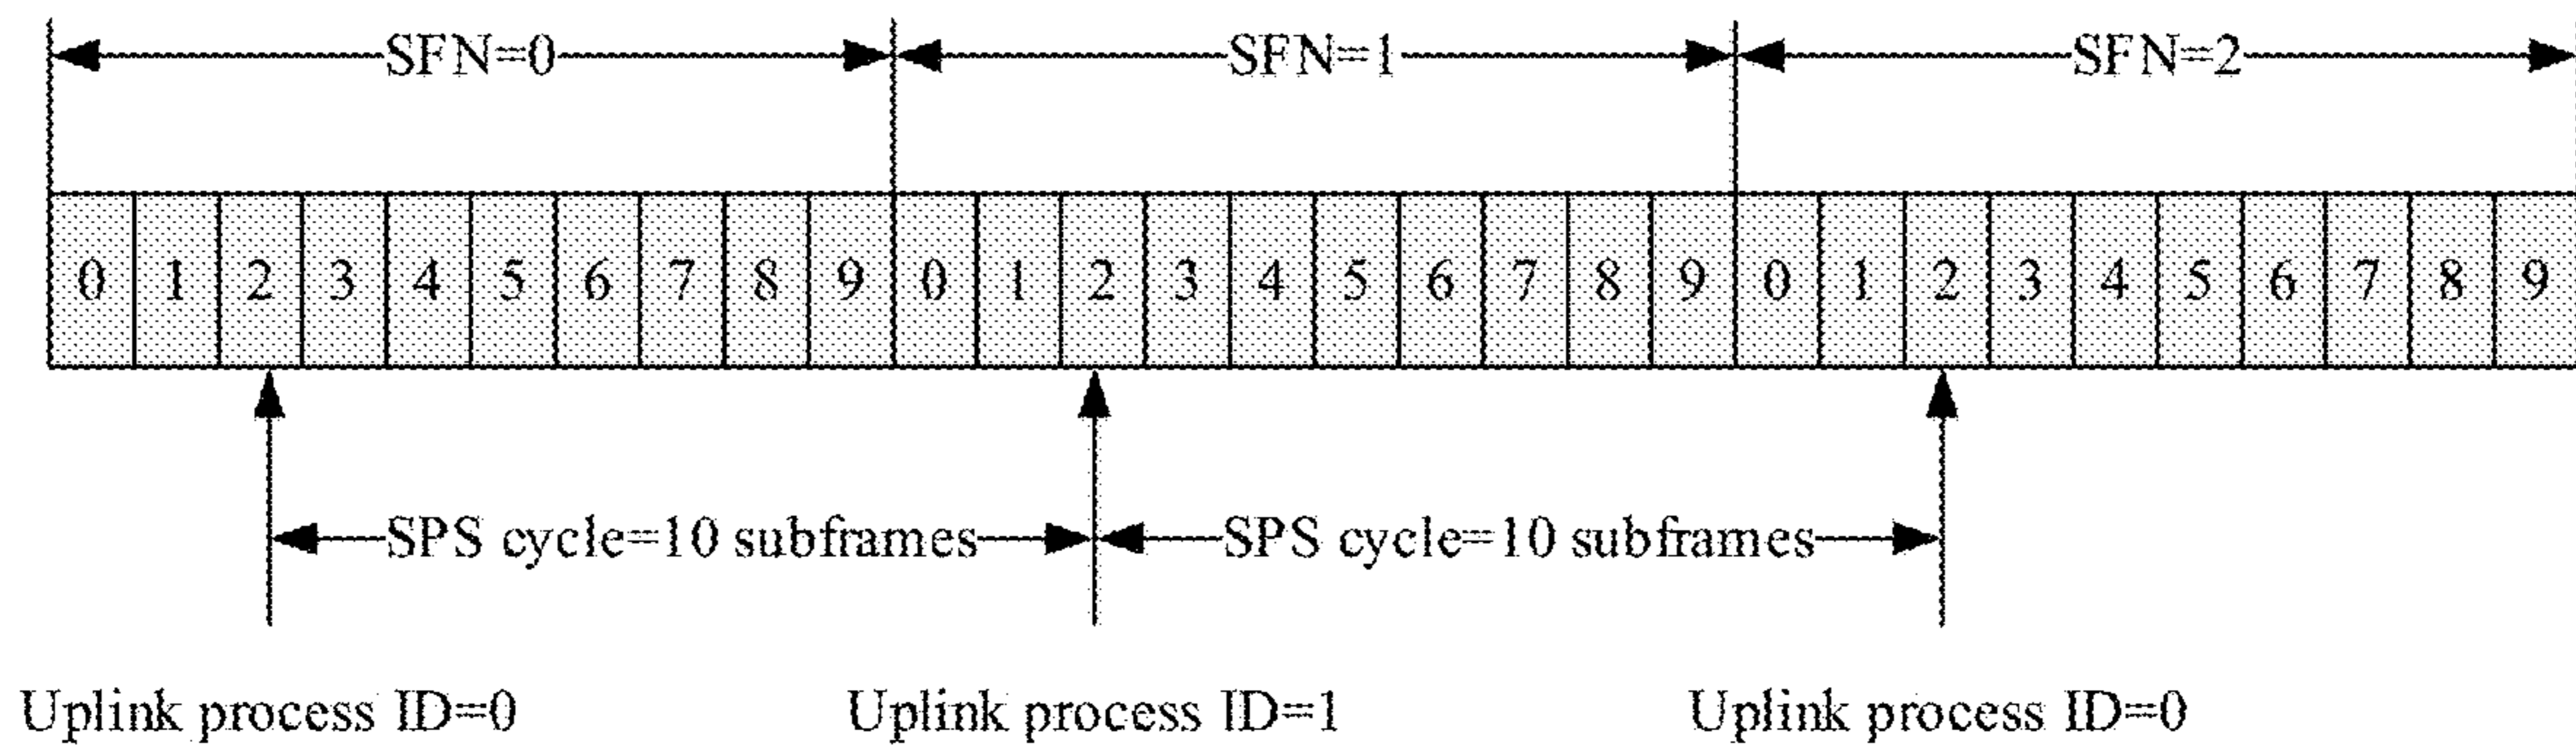 SFN=0 SFN=1 SFN=2
0 1 2 3 4 5 6 7 8 9 0 1 2 3 4 5 6 7 8 9 0 1 2 3 4 5 6 7 8 9
SPS cycle=10 subframes SPS cycle=10 subframes
Uplink process ID=0 Uplink process ID=1 Uplink process ID=0